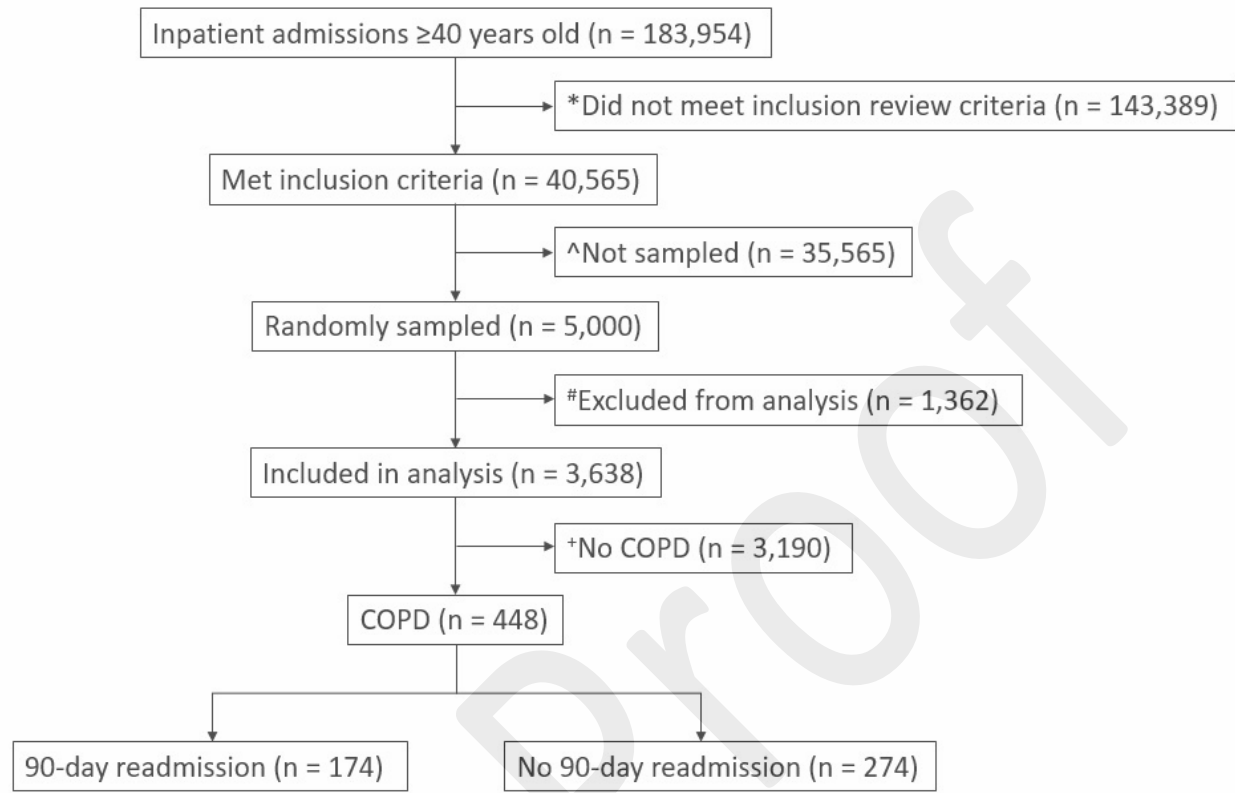 Inpatient admissions ≥40 years old (n = 183,954)
*Did not meet inclusion review criteria (n = 143,389)
Met inclusion criteria (n = 40,565)
^Not sampled (n = 35,565)
Randomly sampled (n = 5,000)
#Excluded from analysis (n = 1,362)
Included in analysis (n = 3,638)
+No COPD (n = 3,190)
COPD (n = 448)
90-day readmission (n = 174)
No 90-day readmission (n = 274)
Proof